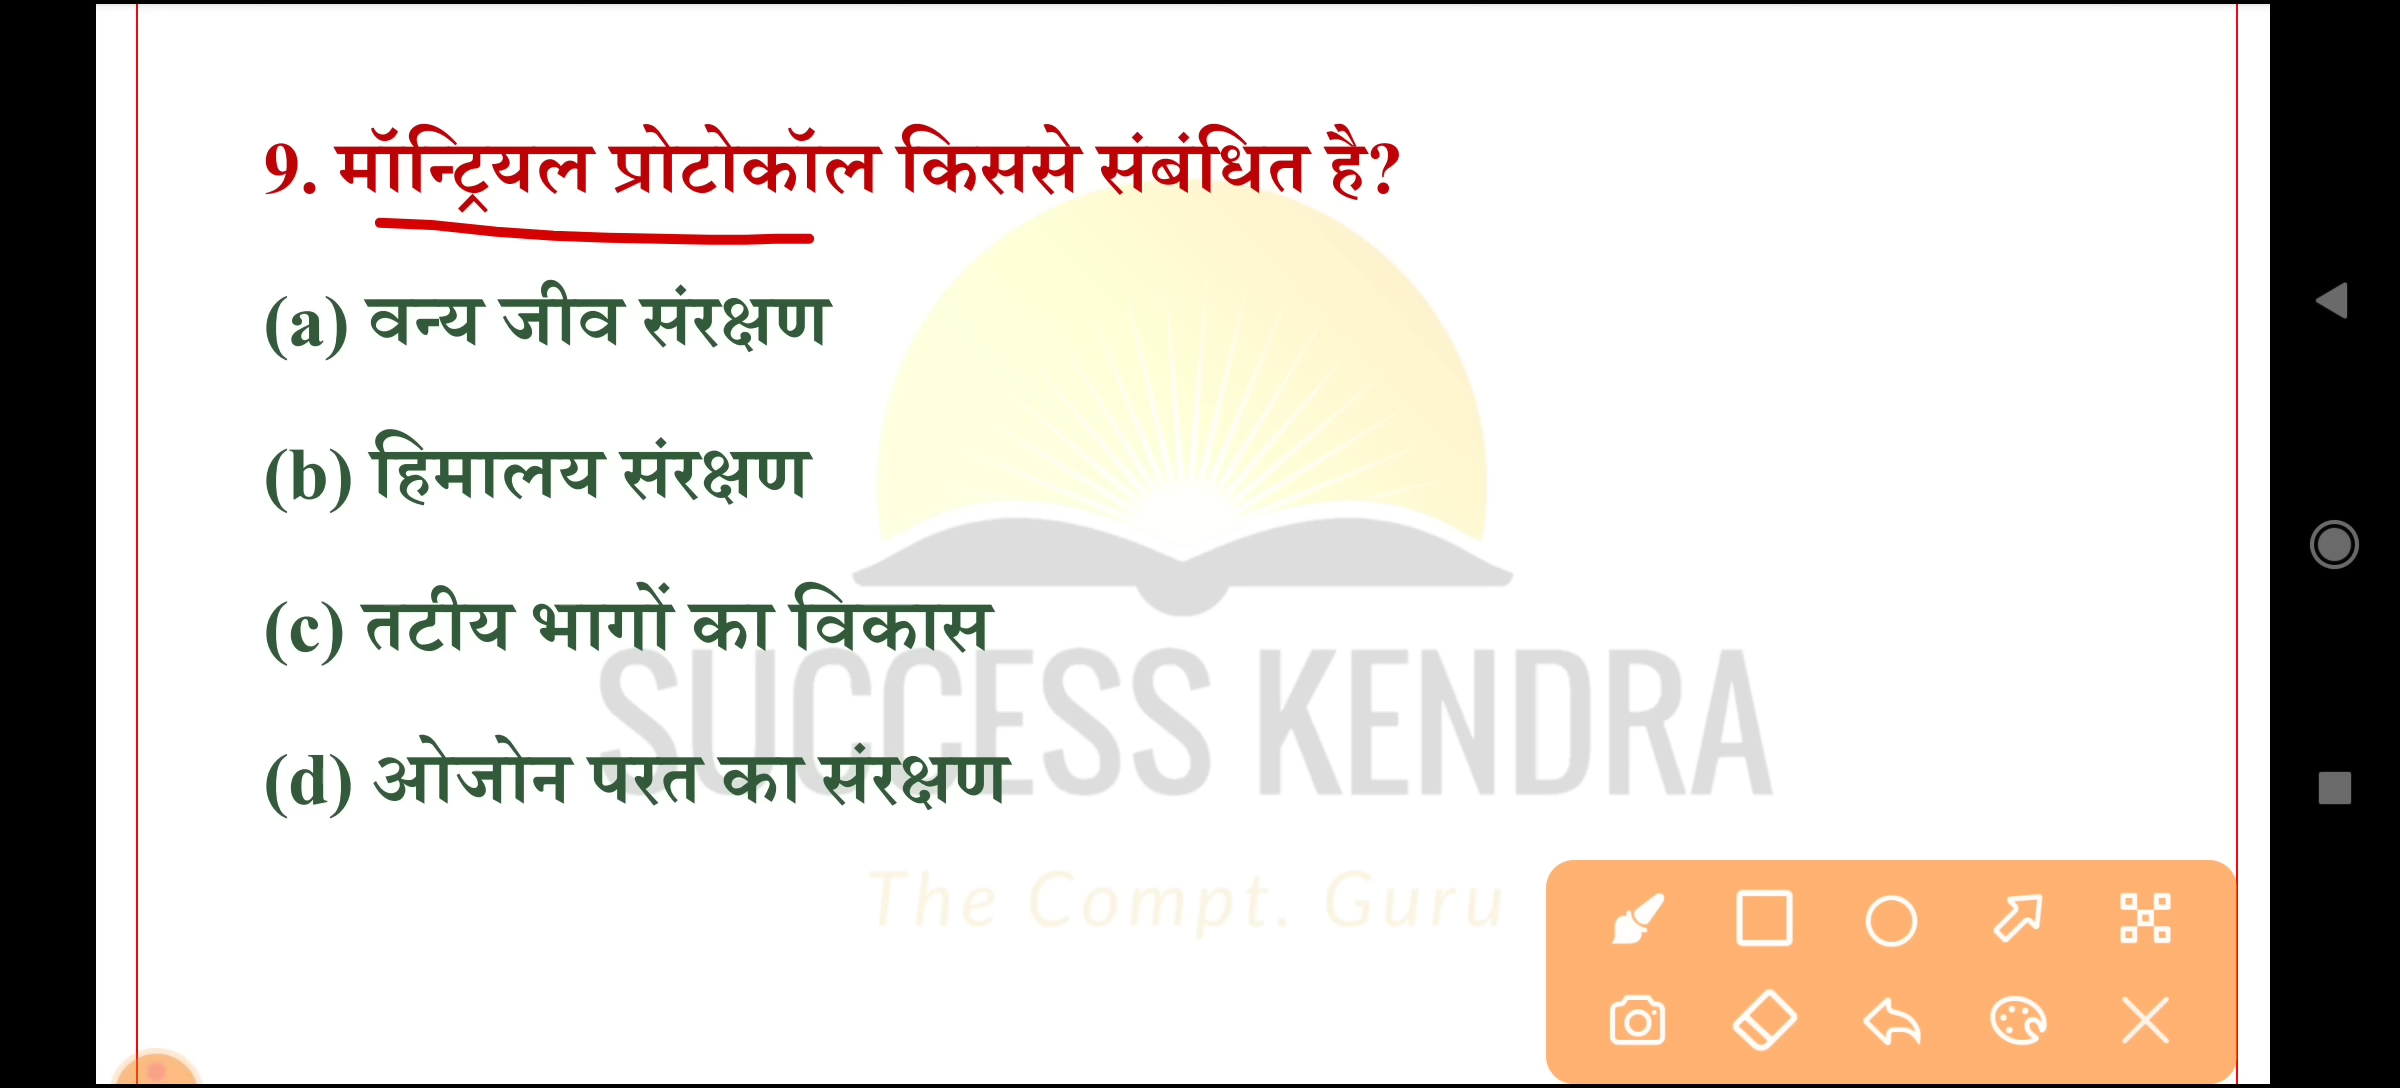 9. मॉन्ट्रियल प्रोटोकॉल किससे संबंधित है?
(a) वन्य जीव संरक्षण
(b) हिमालय संरक्षण
(c) तटीय भागों का विकास
(d) ओजोन परत का संरक्षण
SUCCESS KENDRA
The Compt. Guru